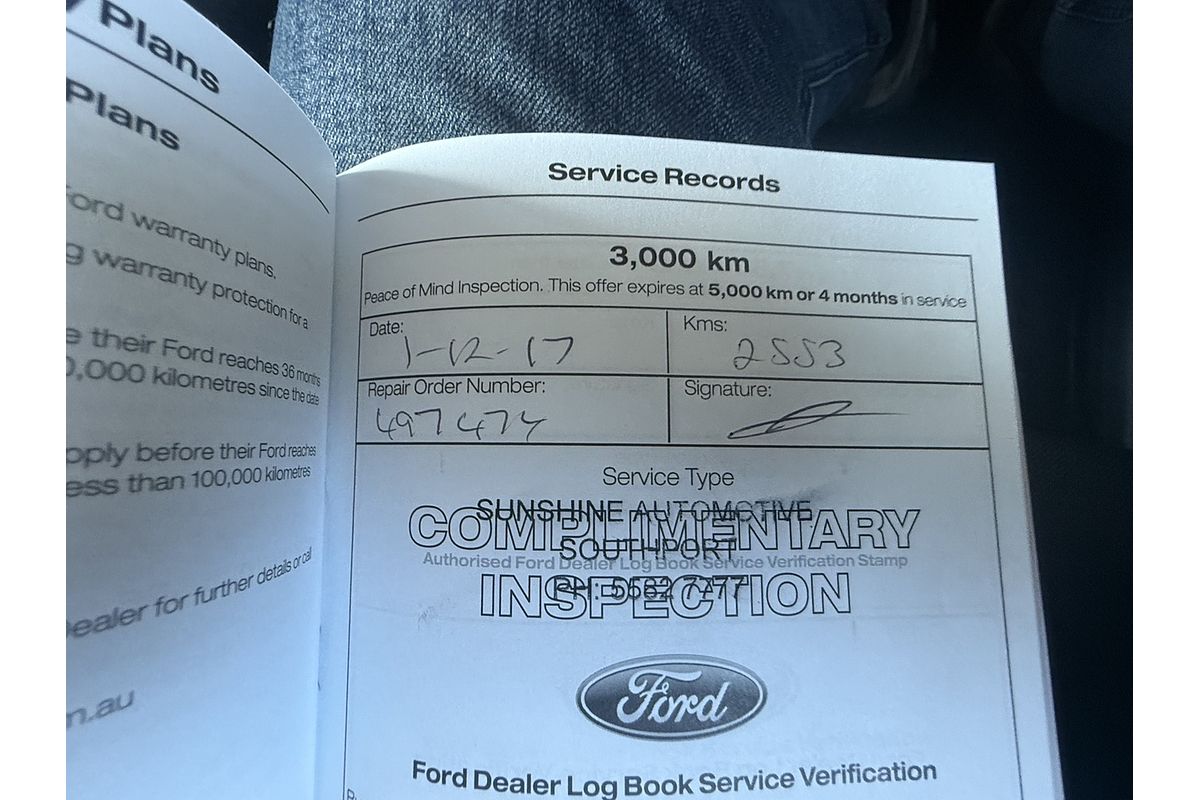 Plans
Plans
Ford warranty plans.
warranty protection for a
their Ford reaches 36 months
0,000 kilometres since the date
pply before their Ford reaches
ess than 100,000 kilometres
ealer for further details or call
m.au
Service Records
3,000 km
Peace of Mind Inspection. This offer expires at 5,000 km or 4 months in service
Date: 1-12-17
Kms: 2553
Repair Order Number: 497474
Signature:
Service Type
SUNSHINE AUTOMOTIVE
COMPLIMENTARY
SOUTHPORT
Authorised Ford Dealer Log Book Service Verification Stamp
PH: 5562 7277
INSPECTION
Ford
Ford Dealer Log Book Service Verification